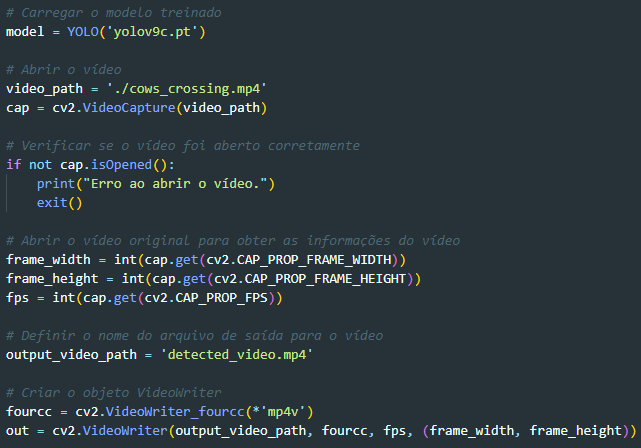 # Carregar o modelo treinado
model = YOLO('yolov9c.pt')
# Abrir o vídeo
video_path = './cows_crossing.mp4'
cap = cv2.VideoCapture(video_path)
# Verificar se o vídeo foi aberto corretamente
if not cap.isOpened():
    print("Erro ao abrir o vídeo.")
    exit()
# Abrir o vídeo original para obter as informações do vídeo
frame_width = int(cap.get(cv2.CAP_PROP_FRAME_WIDTH))
frame_height = int(cap.get(cv2.CAP_PROP_FRAME_HEIGHT))
fps = int(cap.get(cv2.CAP_PROP_FPS))
# Definir o nome do arquivo de saída para o vídeo
output_video_path = 'detected_video.mp4'
# Criar o objeto VideoWriter
fourcc = cv2.VideoWriter_fourcc(*'mp4v')
out = cv2.VideoWriter(output_video_path, fourcc, fps, (frame_width, frame_height))